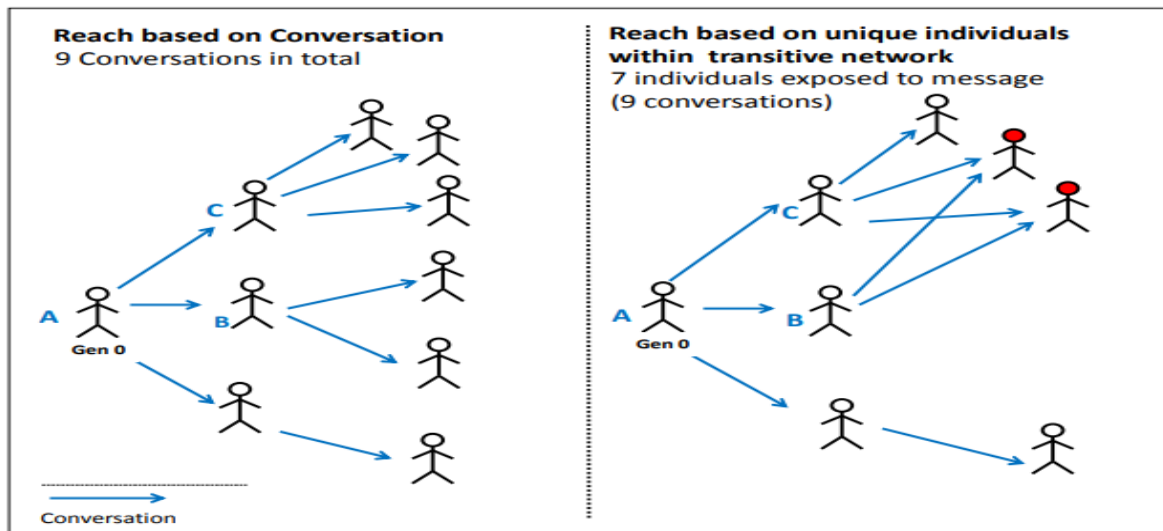 Reach based on Conversation
9 Conversations in total
C
A
B
Gen 0
Conversation
Reach based on unique individuals
within transitive network
7 individuals exposed to message
(9 conversations)
C
A
B
Gen 0